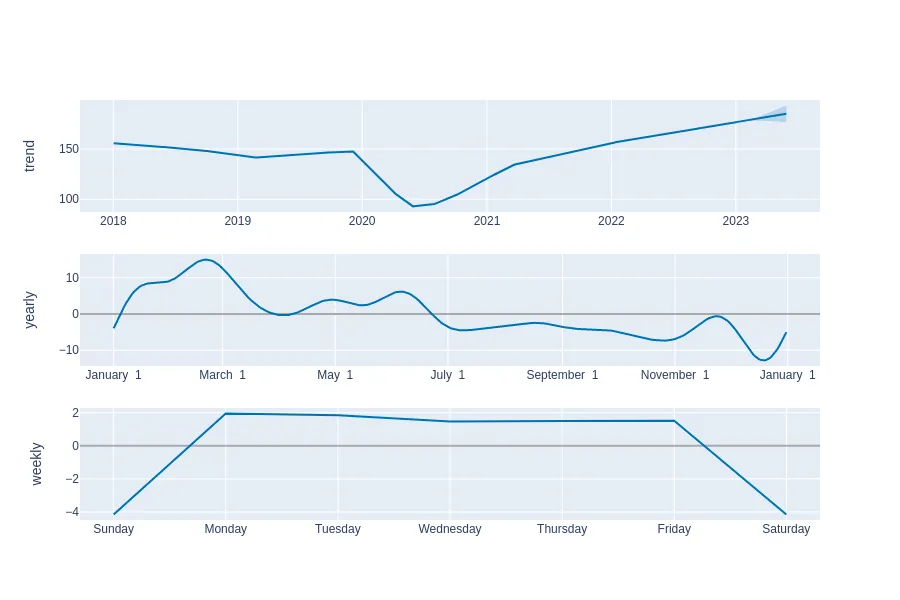 trend
150
100
2018 2019 2020 2021 2022 2023
yearly
10
0
−10
January 1 March 1 May 1 July 1 September 1 November 1 January 1
weekly
2
0
−2
−4
Sunday Monday Tuesday Wednesday Thursday Friday Saturday